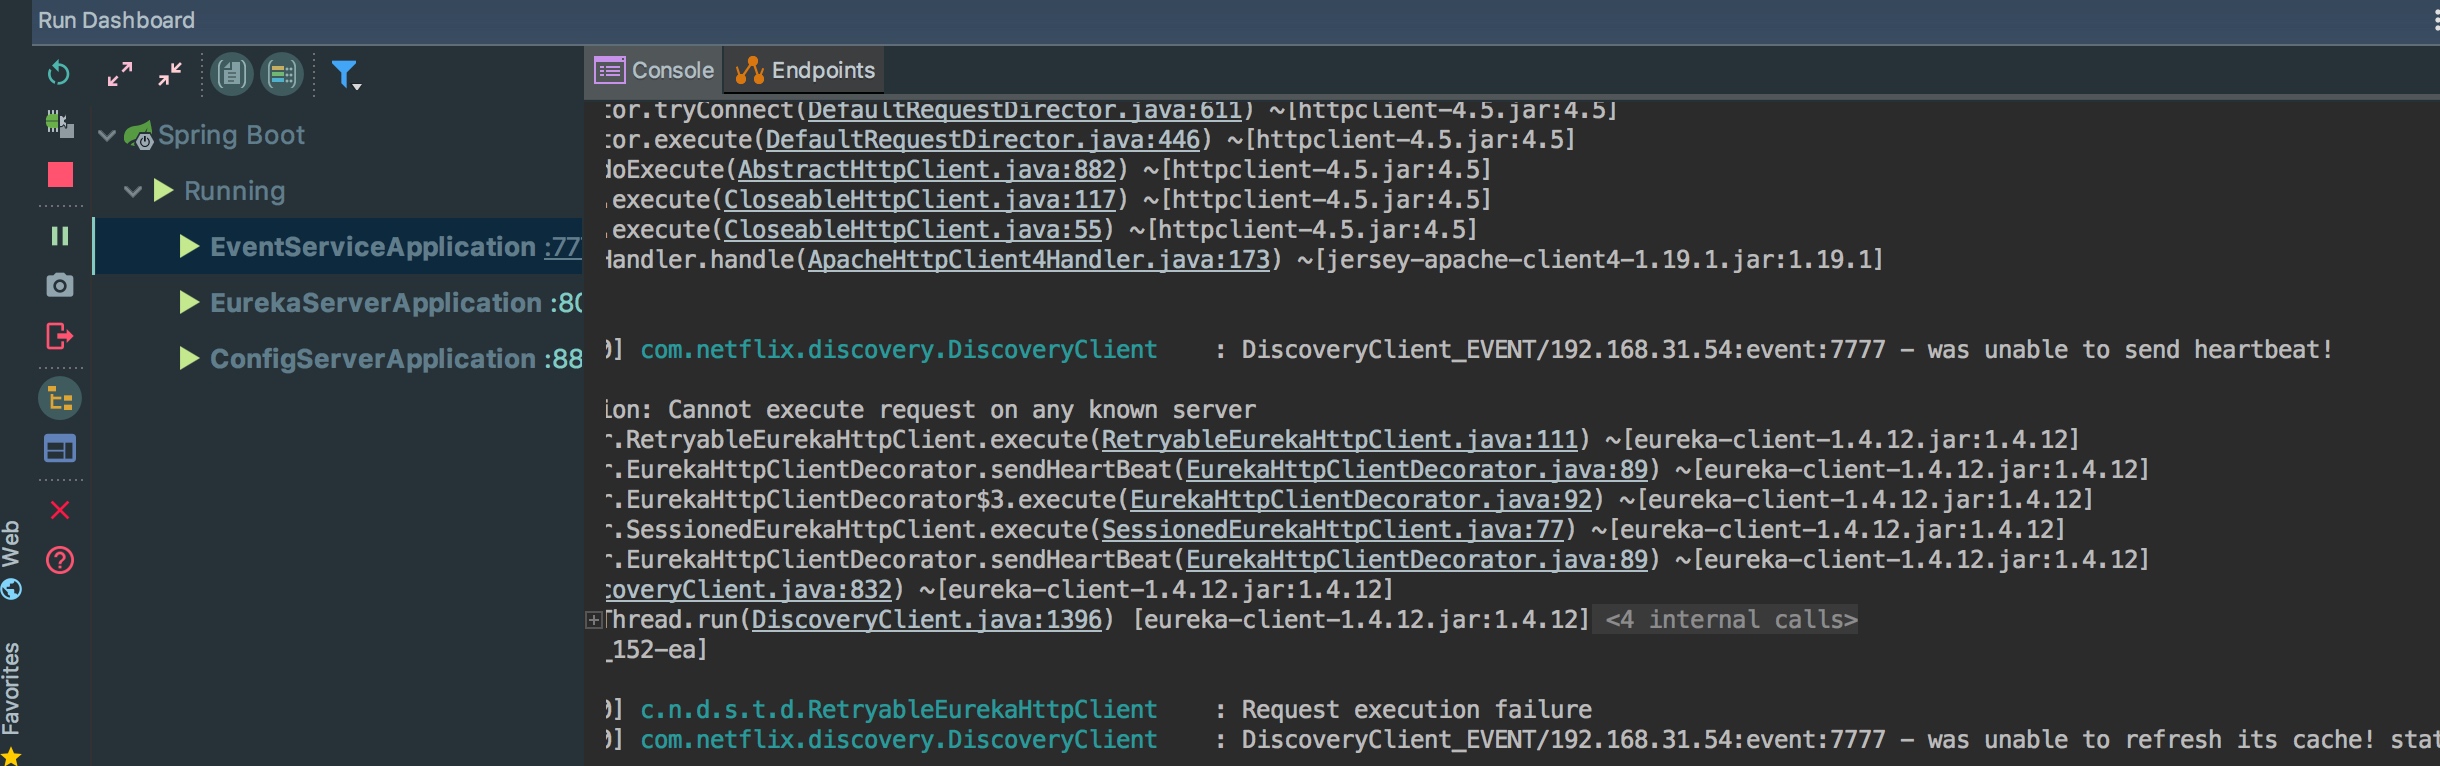 Run Dashboard
Console
Endpoints
Spring Boot
Running
EventServiceApplication :777
EurekaServerApplication :80
ConfigServerApplication :88
tor.tryConnect(DefaultRequestDirector.java:611) ~[httpclient-4.5.jar:4.5]
tor.execute(DefaultRequestDirector.java:446) ~[httpclient-4.5.jar:4.5]
doExecute(AbstractHttpClient.java:882) ~[httpclient-4.5.jar:4.5]
.execute(CloseableHttpClient.java:117) ~[httpclient-4.5.jar:4.5]
.execute(CloseableHttpClient.java:55) ~[httpclient-4.5.jar:4.5]
Handler.handle(ApacheHttpClient4Handler.java:173) ~[jersey-apache-client4-1.19.1.jar:1.19.1]
0] com.netflix.discovery.DiscoveryClient : DiscoveryClient_EVENT/192.168.31.54:event:7777 – was unable to send heartbeat!
ion: Cannot execute request on any known server
r.RetryableEurekaHttpClient.execute(RetryableEurekaHttpClient.java:111) ~[eureka-client-1.4.12.jar:1.4.12]
r.EurekaHttpClientDecorator.sendHeartBeat(EurekaHttpClientDecorator.java:89) ~[eureka-client-1.4.12.jar:1.4.12]
r.EurekaHttpClientDecorator$3.execute(EurekaHttpClientDecorator.java:92) ~[eureka-client-1.4.12.jar:1.4.12]
r.SessionedEurekaHttpClient.execute(SessionedEurekaHttpClient.java:77) ~[eureka-client-1.4.12.jar:1.4.12]
r.EurekaHttpClientDecorator.sendHeartBeat(EurekaHttpClientDecorator.java:89) ~[eureka-client-1.4.12.jar:1.4.12]
coveryClient.java:832) ~[eureka-client-1.4.12.jar:1.4.12]
Thread.run(DiscoveryClient.java:1396) [eureka-client-1.4.12.jar:1.4.12] <4 internal calls>
_152-ea]
0] c.n.d.s.t.d.RetryableEurekaHttpClient : Request execution failure
0] com.netflix.discovery.DiscoveryClient : DiscoveryClient_EVENT/192.168.31.54:event:7777 – was unable to refresh its cache! stat
Web
Favorites